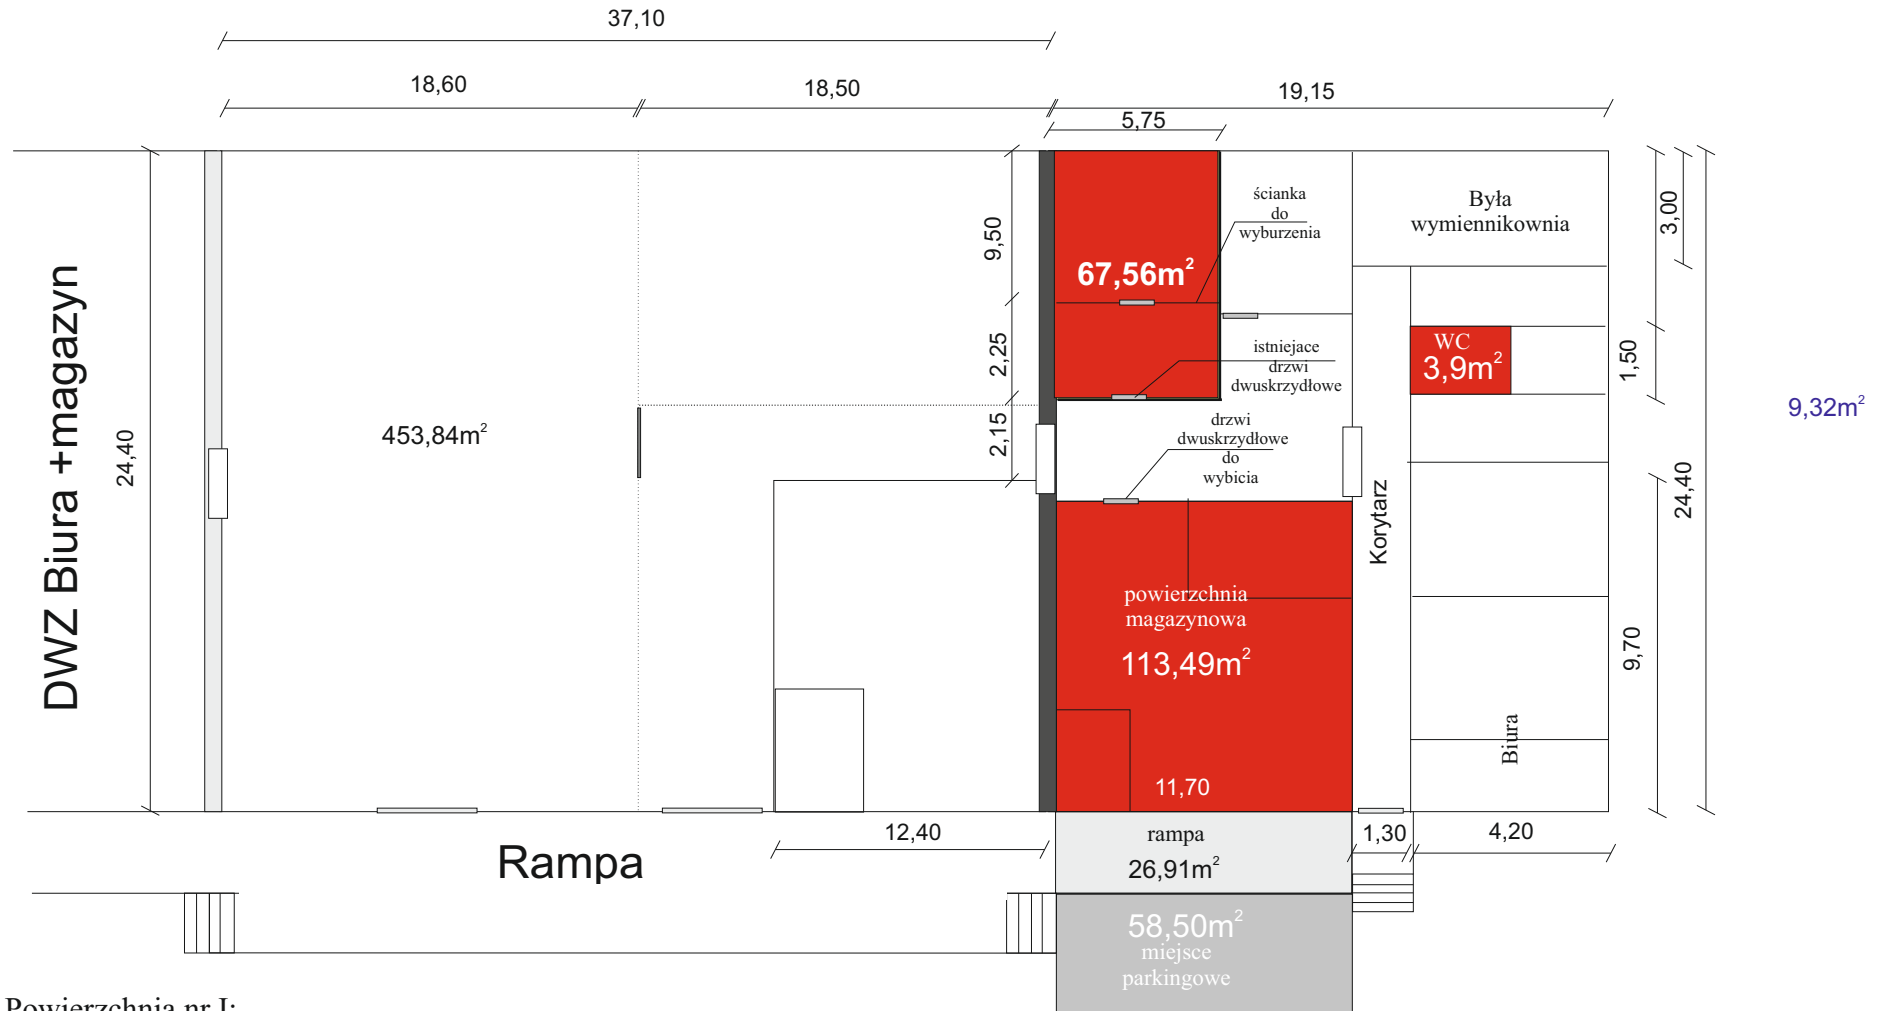 37,10
18,60
18,50
19,15
5,75
DWZ Biura +magazyn
24,40
453,84m²
9,50
2,25
2,15
67,56m²
ścianka
do
wyburzenia
istniejace
drzwi
dwuskrzydłowe
drzwi
dwuskrzydłowe
do
wybicia
Była
wymiennikownia
WC
3,9m²
3,00
1,50
9,70
24,40
9,32m²
Korytarz
Biura
powierzchnia
magazynowa
113,49m²
11,70
12,40
Rampa
rampa
26,91m²
1,30
4,20
58,50m²
miejsce
parkingowe
Powierzchnia nr I: